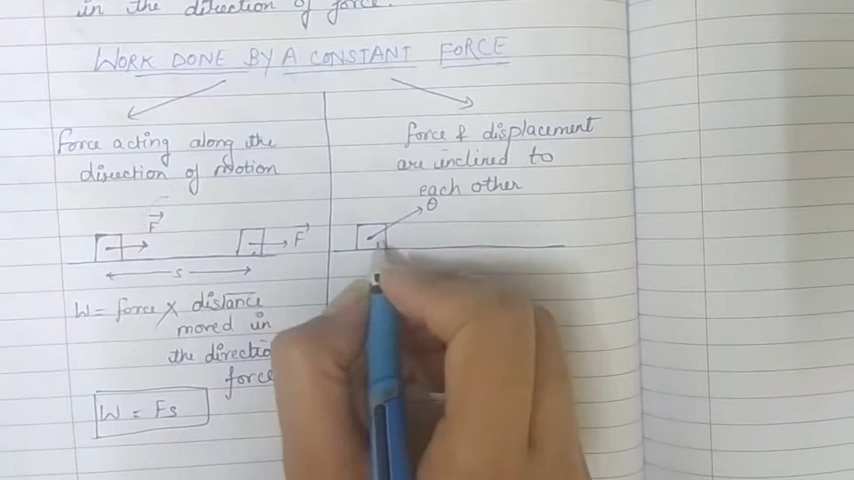 in the direction of force.
WORK DONE BY A CONSTANT FORCE
force acting along the
direction of motion
force & displacement
are inclined to
each other
F
F
θ
s
W = force × distance
moved in
the directio
force
W = Fs